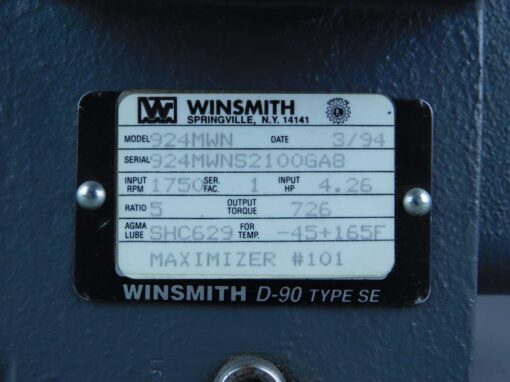 WINSMITH
SPRINGVILLE, N.Y. 14141
MODEL 924MWN DATE 3/94
SERIAL 924MWNS2100GA8
INPUT RPM 1750 SER. FAC. 1 INPUT HP 4.26
RATIO 5 OUTPUT TORQUE 726
AGMA LUBE SHC629 FOR TEMP. -45+165F
MAXIMIZER #101
WINSMITH D-90 TYPE SE